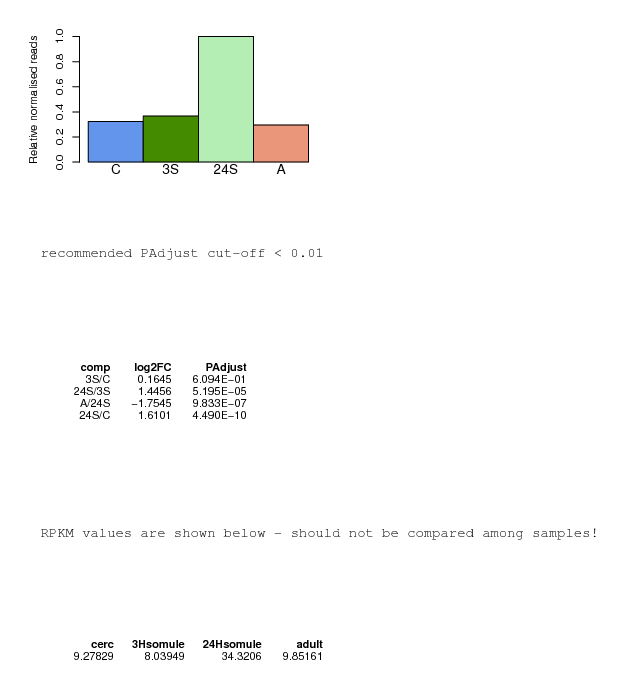 Relative normalised reads
1.0
0.8
0.6
0.4
0.2
0.0
C 3S 24S A
recommended PAdjust cut-off < 0.01
comp log2FC PAdjust
3S/C 0.1645 6.094E−01
24S/3S 1.4456 5.195E−05
A/24S −1.7545 9.833E−07
24S/C 1.6101 4.490E−10
RPKM values are shown below - should not be compared among samples!
cerc 3Hsomule 24Hsomule adult
9.27829 8.03949 34.3206 9.85161